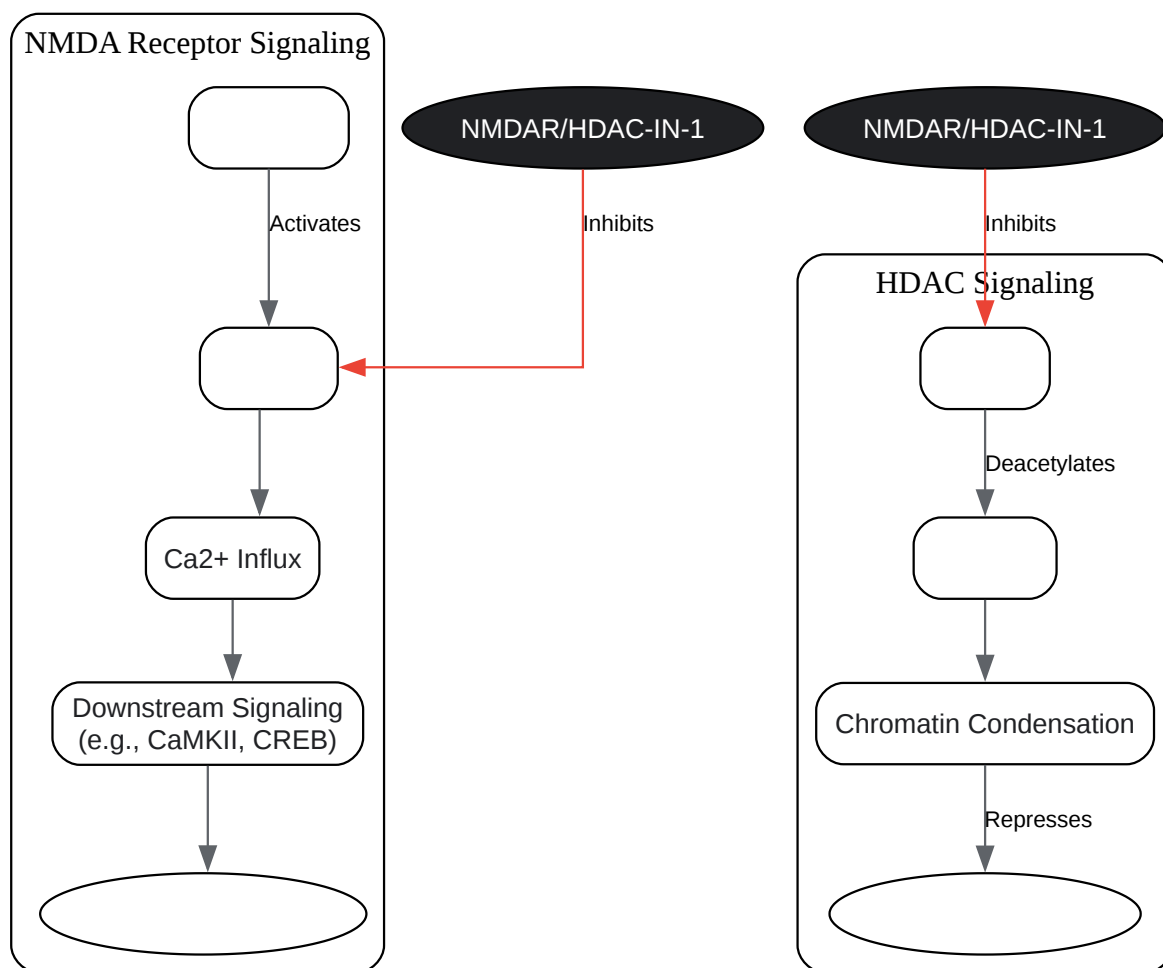 NMDA Receptor Signaling
NMDAR/HDAC-IN-1
NMDAR/HDAC-IN-1
Activates
Inhibits
Inhibits
HDAC Signaling
Deacetylates
Ca2+ Influx
Downstream Signaling
(e.g., CaMKII, CREB)
Chromatin Condensation
Represses